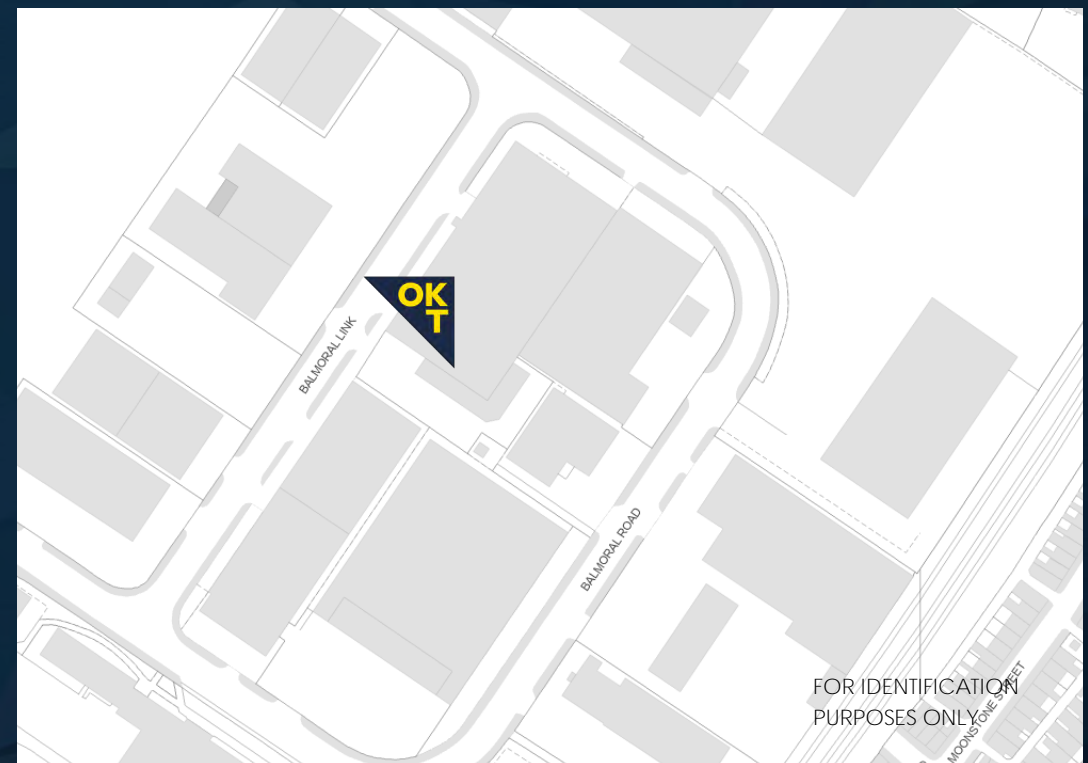 OK
T
BALMORAL LINK
BALMORAL ROAD
FOR IDENTIFICATION
PURPOSES ONLY
MOONSTONE STREET